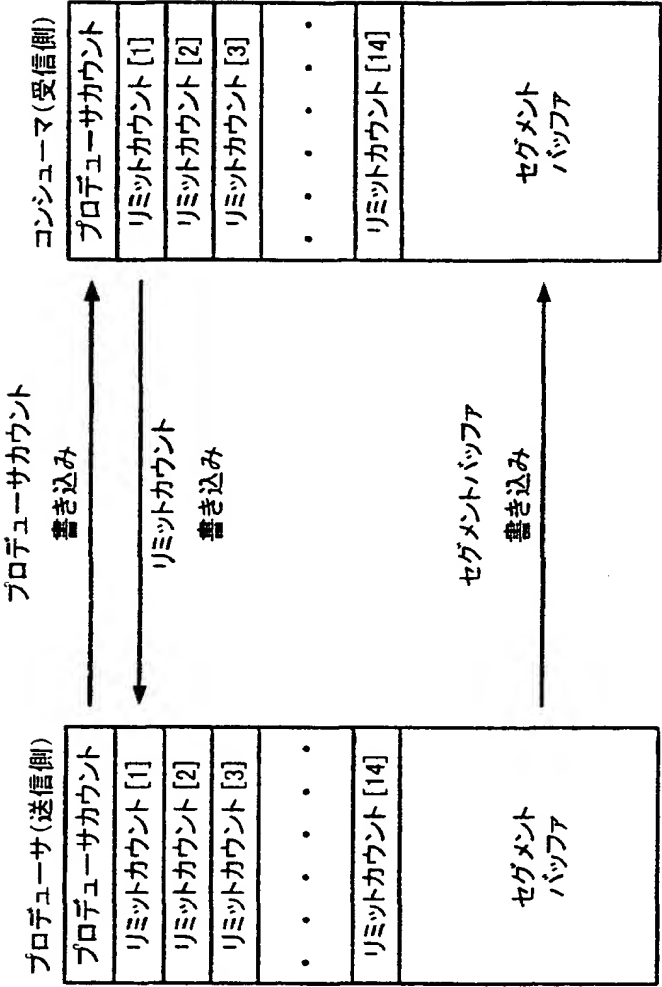 プロデューサ(送信側)
プロデューサカウント
リミットカウント[1]
リミットカウント[2]
リミットカウント[3]
・・・・・・
リミットカウント[14]
セグメント
バッファ
プロデューサカウント
書き込み
リミットカウント
書き込み
セグメントバッファ
書き込み
コンシューマ(受信側)
プロデューサカウント
リミットカウント[1]
リミットカウント[2]
リミットカウント[3]
・・・・・・
リミットカウント[14]
セグメント
バッファ